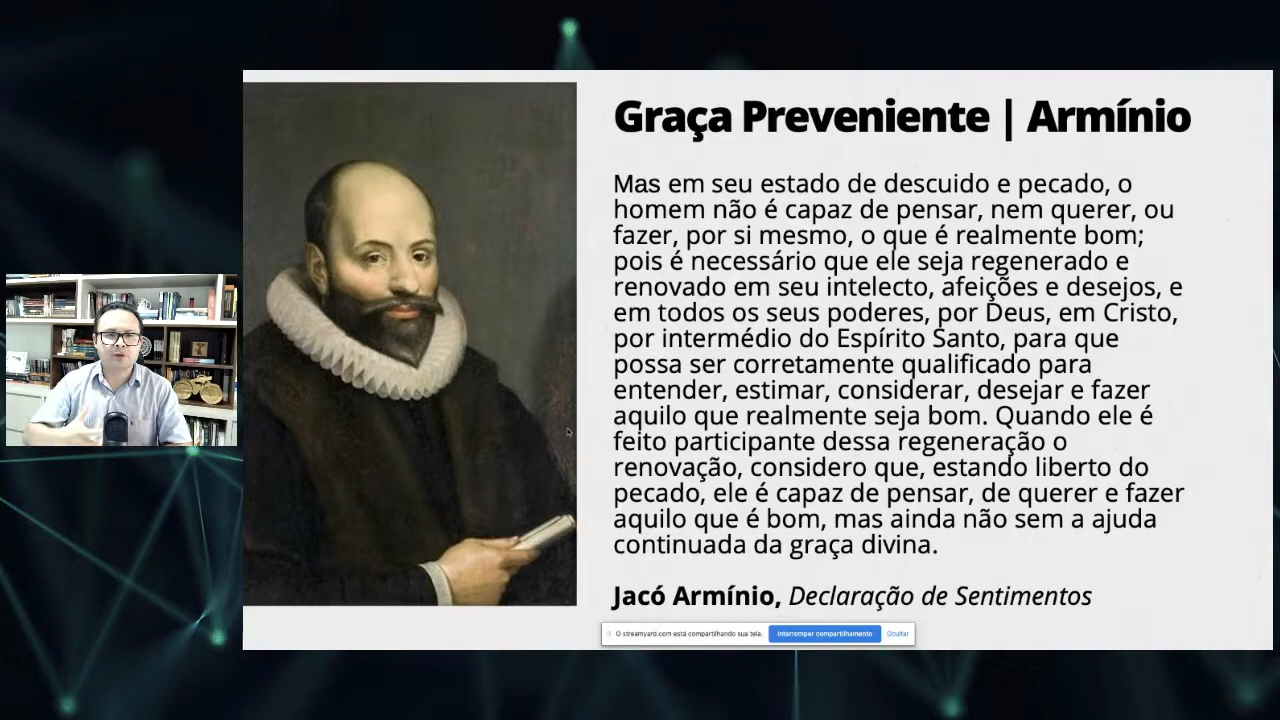 Graça Preveniente | Armínio
Mas em seu estado de descuido e pecado, o
homem não é capaz de pensar, nem querer, ou
fazer, por si mesmo, o que é realmente bom;
pois é necessário que ele seja regenerado e
renovado em seu intelecto, afeições e desejos, e
em todos os seus poderes, por Deus, em Cristo,
por intermédio do Espírito Santo, para que
possa ser corretamente qualificado para
entender, estimar, considerar, desejar e fazer
aquilo que realmente seja bom. Quando ele é
feito participante dessa regeneração o
renovação, considero que, estando liberto do
pecado, ele é capaz de pensar, de querer e fazer
aquilo que é bom, mas ainda não sem a ajuda
continuada da graça divina.
Jacó Armínio, Declaração de Sentimentos
O streamyard.com está compartilhando sua tela. Interromper compartilhamento Ocultar